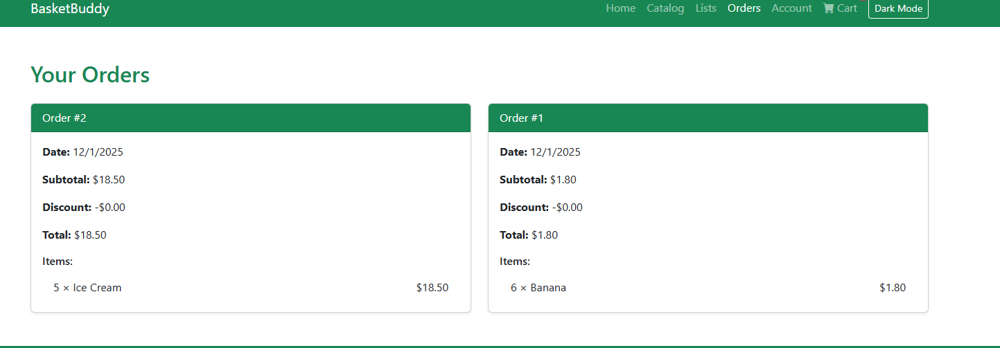 BasketBuddy Home Catalog Lists Orders Account Cart Dark Mode
Your Orders
Order #2
Date: 12/1/2025
Subtotal: $18.50
Discount: -$0.00
Total: $18.50
Items:
5 × Ice Cream $18.50
Order #1
Date: 12/1/2025
Subtotal: $1.80
Discount: -$0.00
Total: $1.80
Items:
6 × Banana $1.80